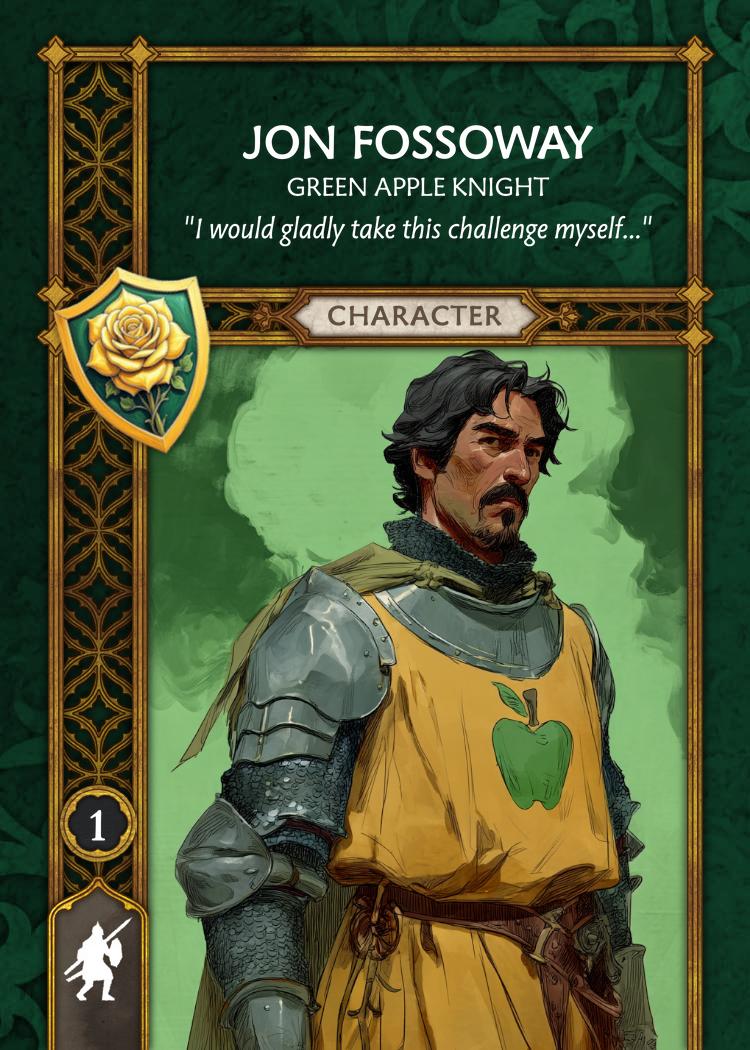 JON FOSSOWAY
GREEN APPLE KNIGHT
"I would gladly take this challenge myself..."
CHARACTER
1